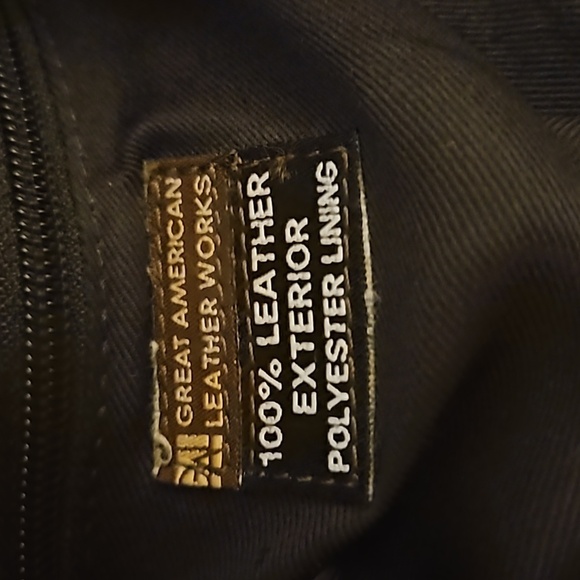 GREAT AMERICAN
LEATHER WORKS
100% LEATHER
EXTERIOR
POLYESTER LINING